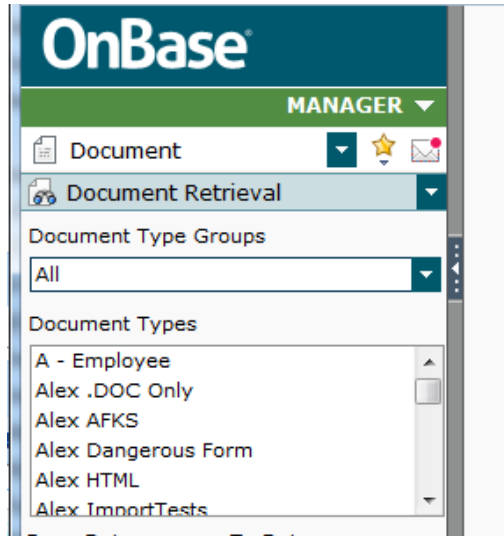 OnBase®
MANAGER
Document
Document Retrieval
Document Type Groups
All
Document Types
A - Employee
Alex .DOC Only
Alex AFKS
Alex Dangerous Form
Alex HTML
Alex ImportTests